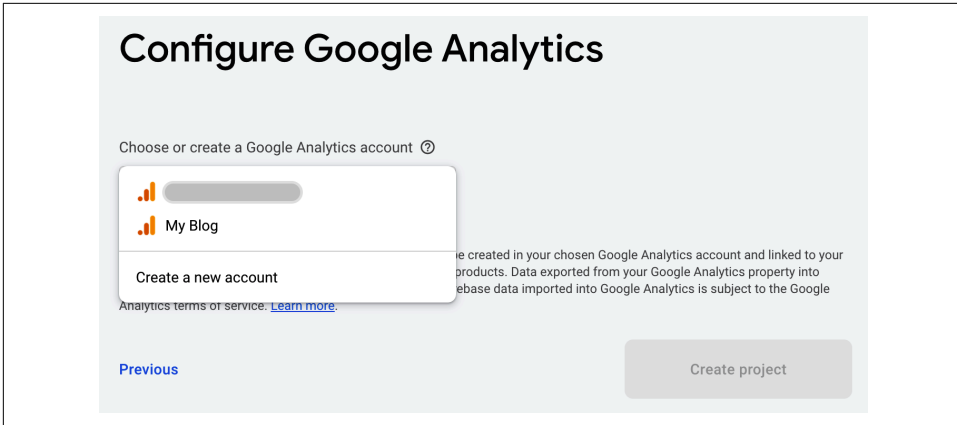 Configure Google Analytics
Choose or create a Google Analytics account
My Blog
Create a new account
be created in your chosen Google Analytics account and linked to your
products. Data exported from your Google Analytics property into
ebase data imported into Google Analytics is subject to the Google
Analytics terms of service. Learn more.
Previous
Create project